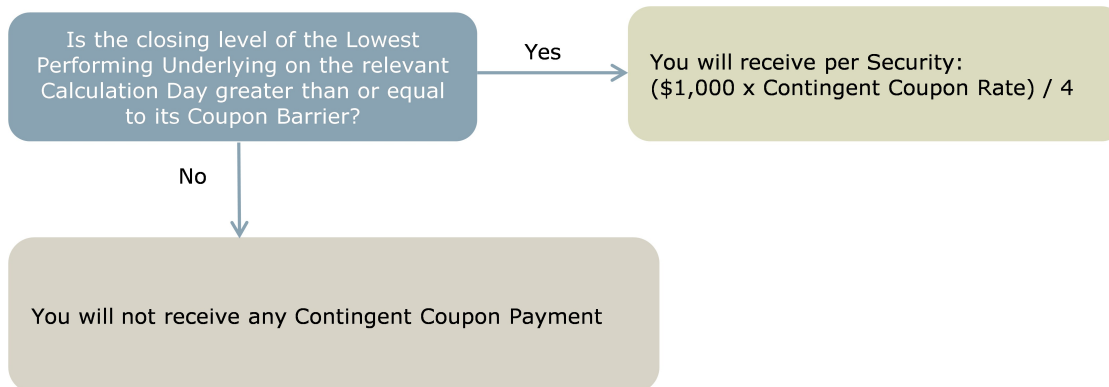 Is the closing level of the Lowest
Performing Underlying on the relevant
Calculation Day greater than or equal
to its Coupon Barrier?
Yes
You will receive per Security:
($1,000 x Contingent Coupon Rate) / 4
No
You will not receive any Contingent Coupon Payment